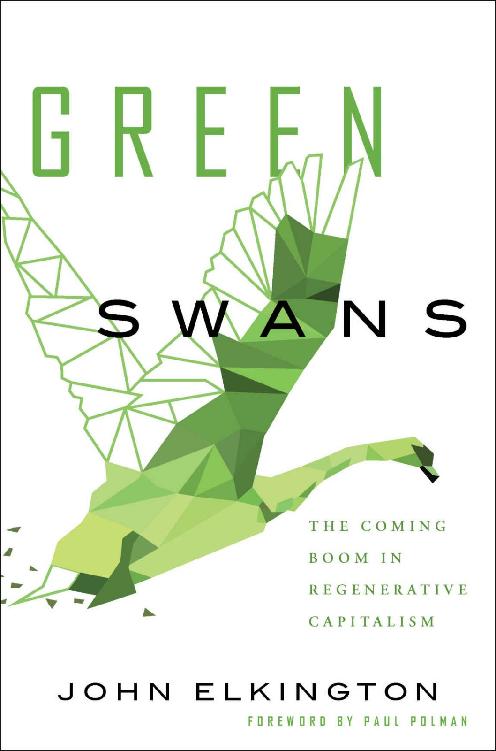 GREEN
SWANS
THE COMING
BOOM IN
REGENERATIVE
CAPITALISM
JOHN ELKINGTON
FOREWORD BY PAUL POLMAN